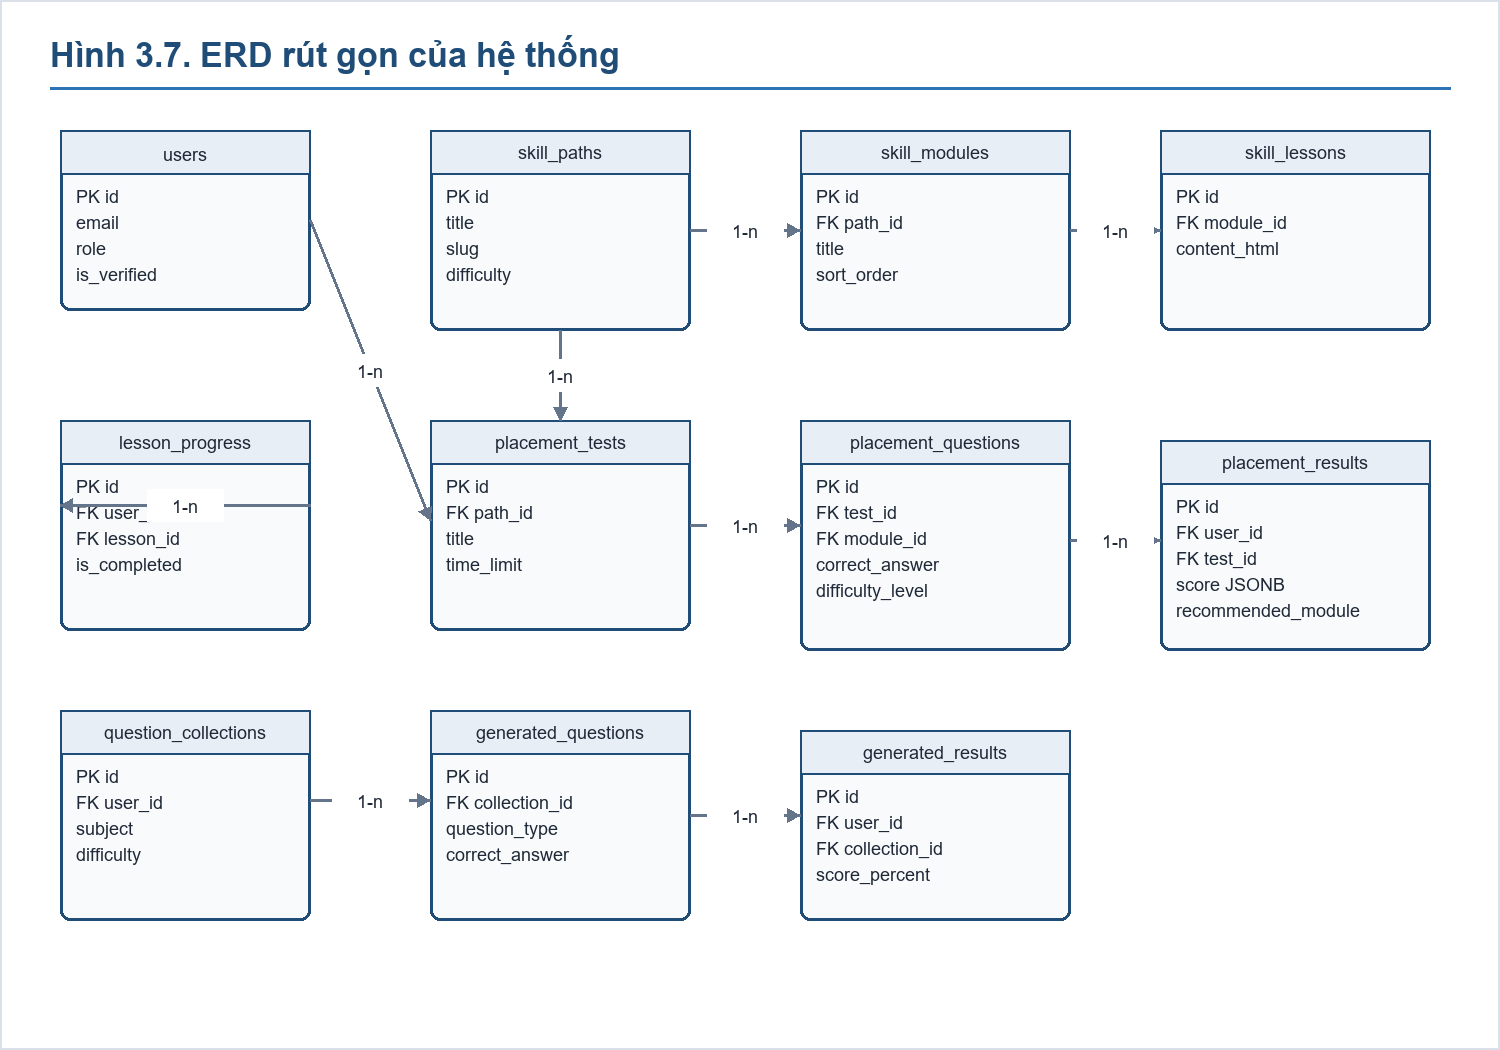 Hình 3.7. ERD rút gọn của hệ thống
users
PK id
email
role
is_verified
skill_paths
PK id
title
slug
difficulty
1-n
skill_modules
PK id
FK path_id
title
sort_order
1-n
skill_lessons
PK id
FK module_id
content_html
1-n
1-n
lesson_progress
PK id
1-n
FK user_
FK lesson_id
is_completed
placement_tests
PK id
FK path_id
title
time_limit
1-n
placement_questions
PK id
FK test_id
FK module_id
correct_answer
difficulty_level
1-n
placement_results
PK id
FK user_id
FK test_id
score JSONB
recommended_module
question_collections
PK id
FK user_id
subject
difficulty
1-n
generated_questions
PK id
FK collection_id
question_type
correct_answer
1-n
generated_results
PK id
FK user_id
FK collection_id
score_percent